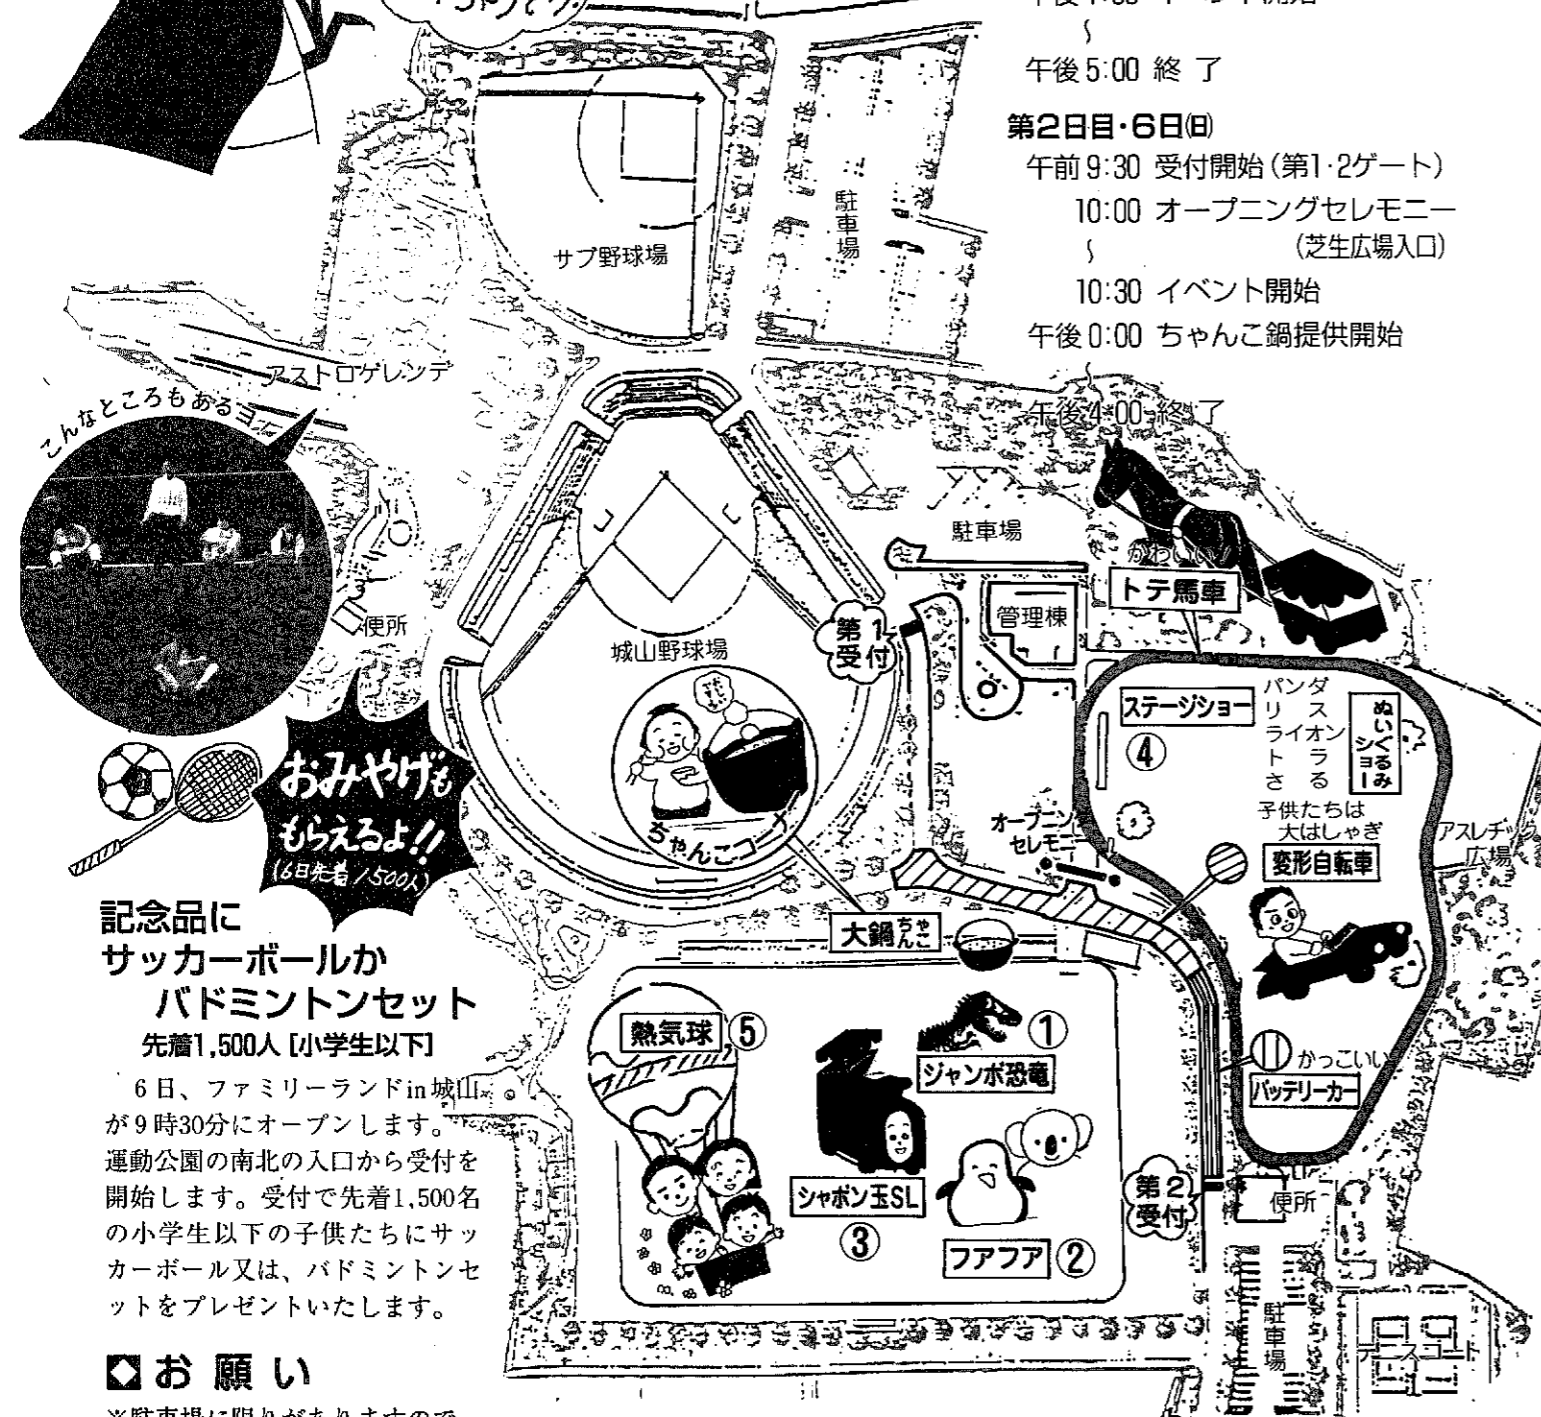 午後5:00 終 了
第2日目・6日(日)
午前9:30 受付開始(第1・2ゲート)
10:00 オープニングセレモニー
(芝生広場入口)
〜
10:30 イベント開始
午後0:00 ちゃんこ鍋提供開始
〜
午後4:00 終 了
サブ野球場
駐車場
アストロゲレンデ
こんなところもあるヨ
便所
城山野球場
第1
受付
駐車場
管理棟
かわいい!
トテ馬車
ステージショー
④
パンダ
リス
ライオン
トラ
さる
ぬいぐるみ
ショー
子供たちは
大はしゃぎ
変形自転車
アスレチック
広場
オープニン
セレモニ
ちゃんこコーナー
大鍋ちゃんこ
おみやげも
もらえるよ!!
(6日先着1,500人)
記念品に
サッカーボールか
バドミントンセット
先着1,500人[小学生以下]
6日、ファミリーランドin城山
が9時30分にオープンします。
運動公園の南北の入口から受付を
開始します。受付で先着1,500名
の小学生以下の子供たちにサッ
カーボール又は、バドミントンセ
ットをプレゼントいたします。
熱気球 ⑤
①
ジャンボ恐竜
シャボン玉SL
③
フアフア ②
かっこいい
バッテリーカー
第2
受付
便所
駐車場
テニスコート
◆お 願 い
※駐車場に限りがありますので